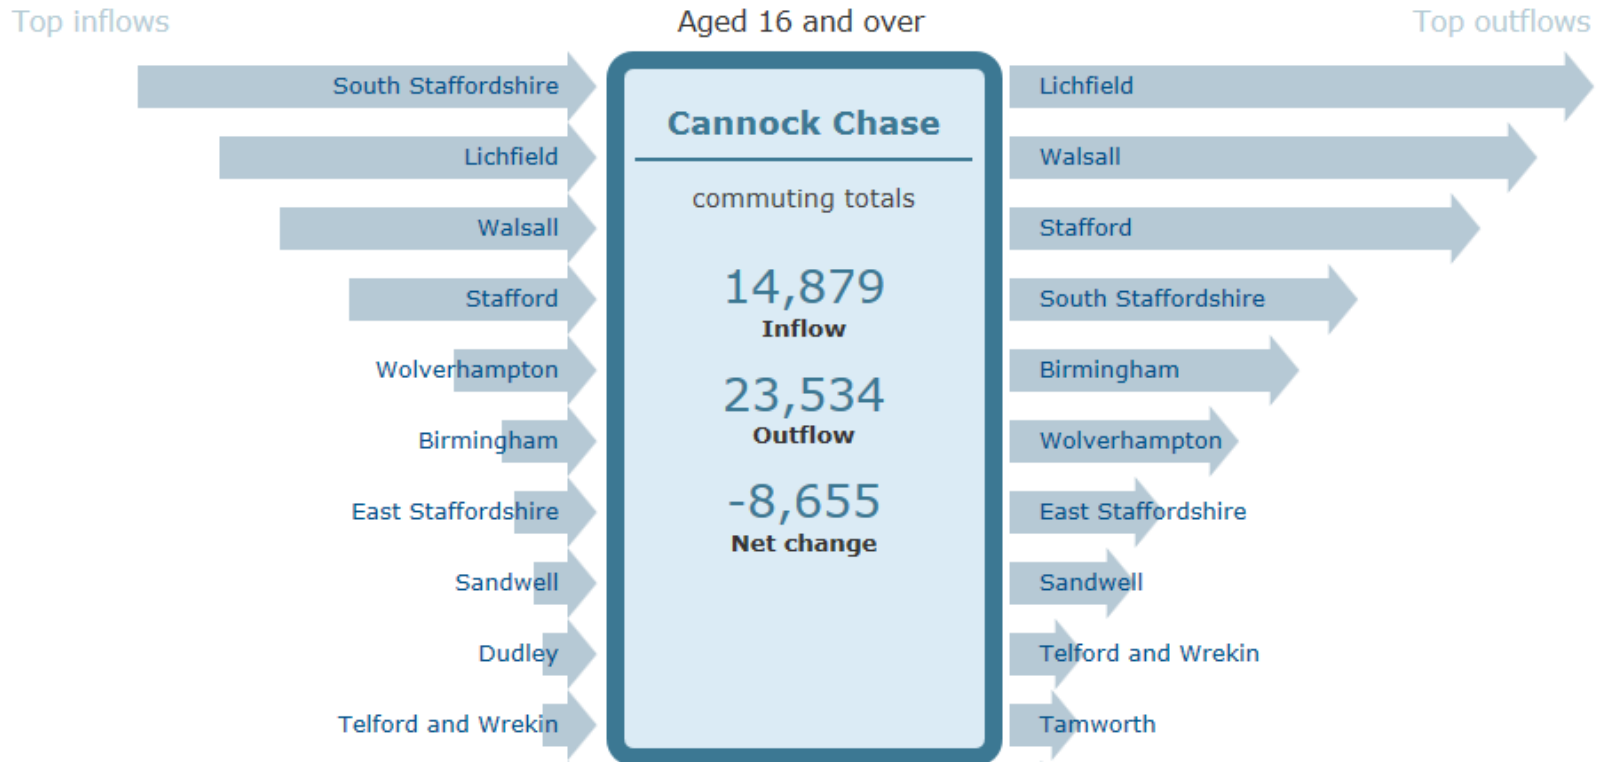 Top inflows
Aged 16 and over
Top outflows
South Staffordshire
Lichfield
Walsall
Stafford
Wolverhampton
Birmingham
East Staffordshire
Sandwell
Dudley
Telford and Wrekin
Cannock Chase
commuting totals
14,879
Inflow
23,534
Outflow
-8,655
Net change
Lichfield
Walsall
Stafford
South Staffordshire
Birmingham
Wolverhampton
East Staffordshire
Sandwell
Telford and Wrekin
Tamworth